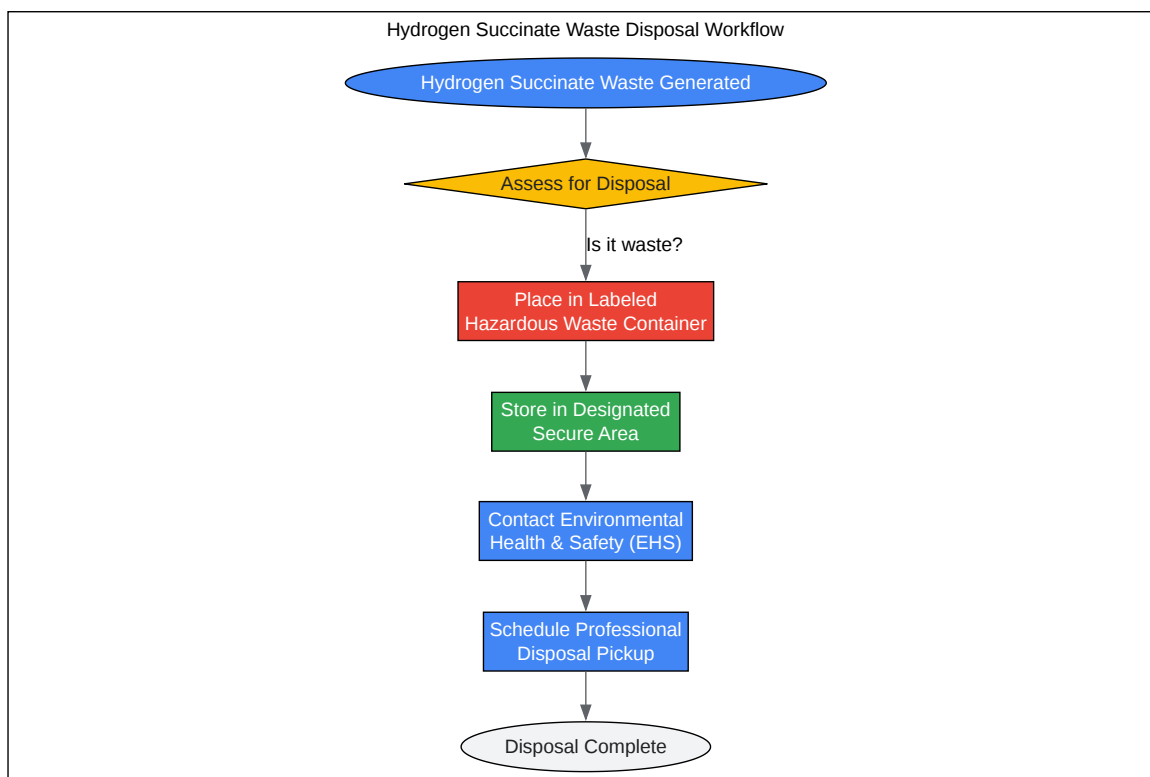 Hydrogen Succinate Waste Disposal Workflow
Hydrogen Succinate Waste Generated
Assess for Disposal
Is it waste?
Place in Labeled
Hazardous Waste Container
Store in Designated
Secure Area
Contact Environmental
Health & Safety (EHS)
Schedule Professional
Disposal Pickup
Disposal Complete